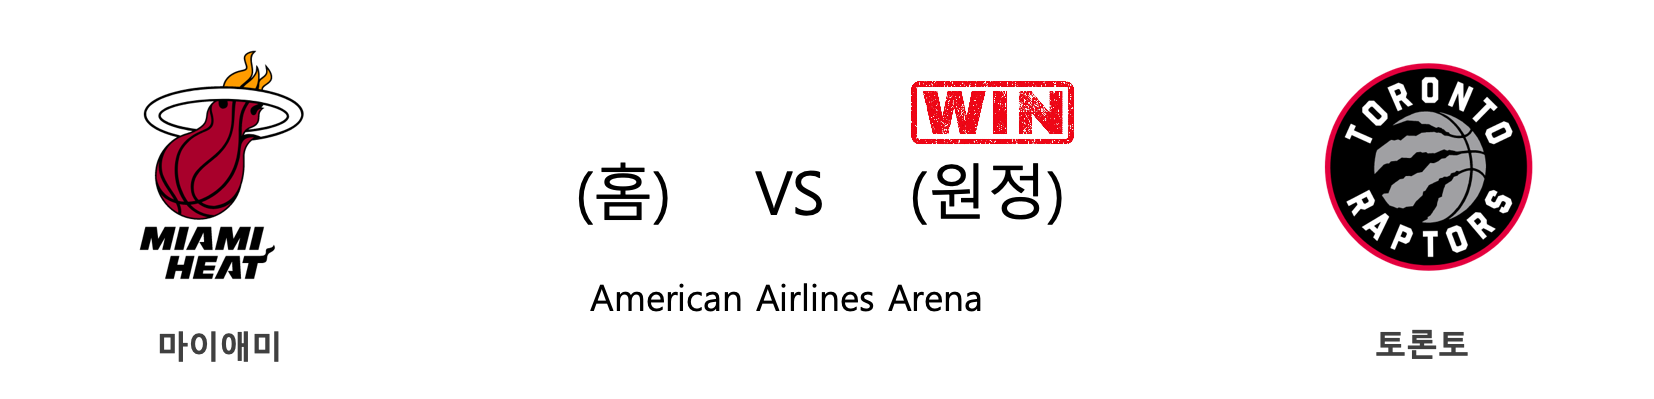 WIN
(홈) VS (원정)
American Airlines Arena
MIAMI
HEAT
마이애미
TORONTO
RAPTORS
토론토